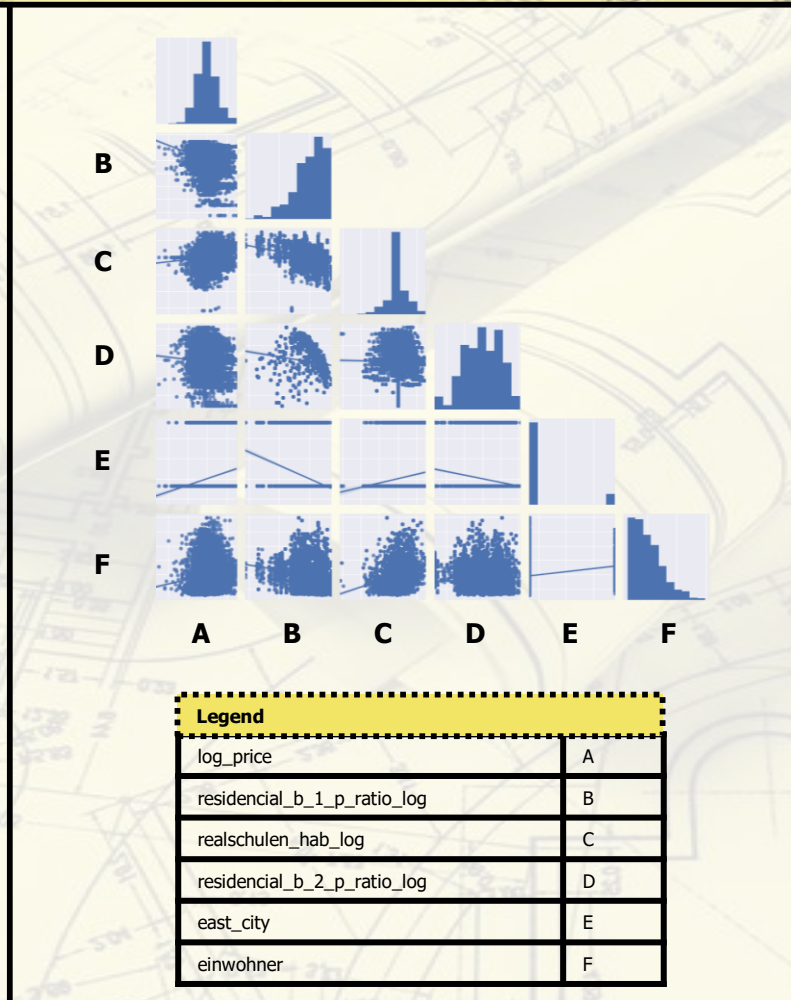 B
C
D
E
F
A B C D E F
Legend
log_price A
residencial_b_1_p_ratio_log B
realschulen_hab_log C
residencial_b_2_p_ratio_log D
east_city E
einwohner F